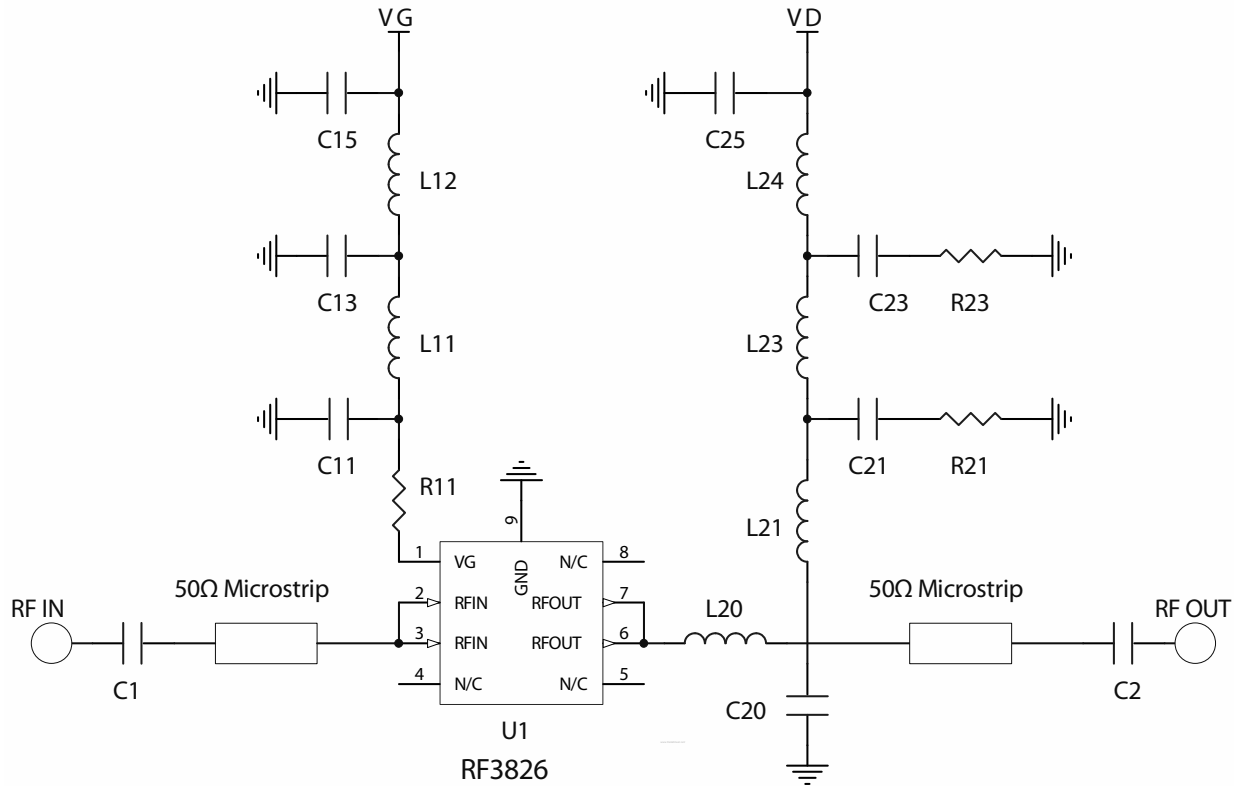 VG
VD
C15
C25
L12
L24
C13
C23
R23
L11
L23
C11
C21
R21
R11
L21
9
1
VG
GND
N/C
8
50Ω Microstrip
2
RFIN
RFOUT
7
L20
50Ω Microstrip
RF IN
RF OUT
3
RFIN
RFOUT
6
C1
4
N/C
N/C
5
C2
C20
U1
RF3826